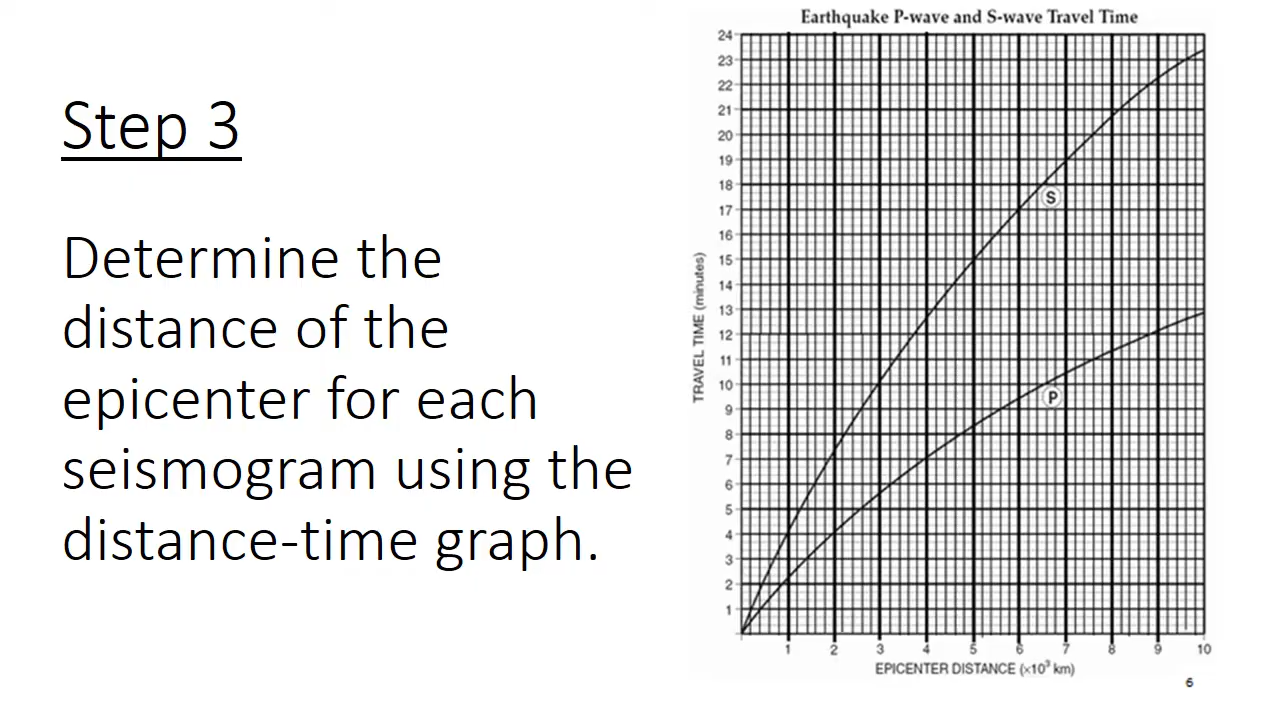 Step 3
Determine the
distance of the
epicenter for each
seismogram using the
distance-time graph.
Earthquake P-wave and S-wave Travel Time
24
23
22
21
20
19
18
17
16
15
14
13
12
11
10
9
8
7
6
5
4
3
2
1
TRAVEL TIME (minutes)
S
P
1 2 3 4 5 6 7 8 9 10
EPICENTER DISTANCE (×10³ km)
6